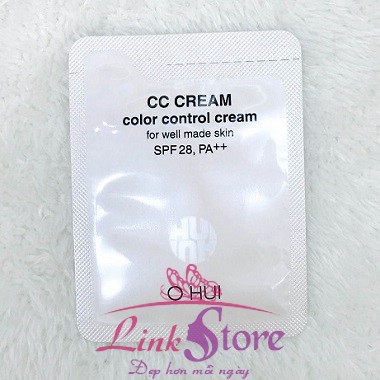 CC CREAM
color control cream
for well made skin
SPF 28, PA++
O HUI
Link Store
Đẹp hơn mỗi ngày